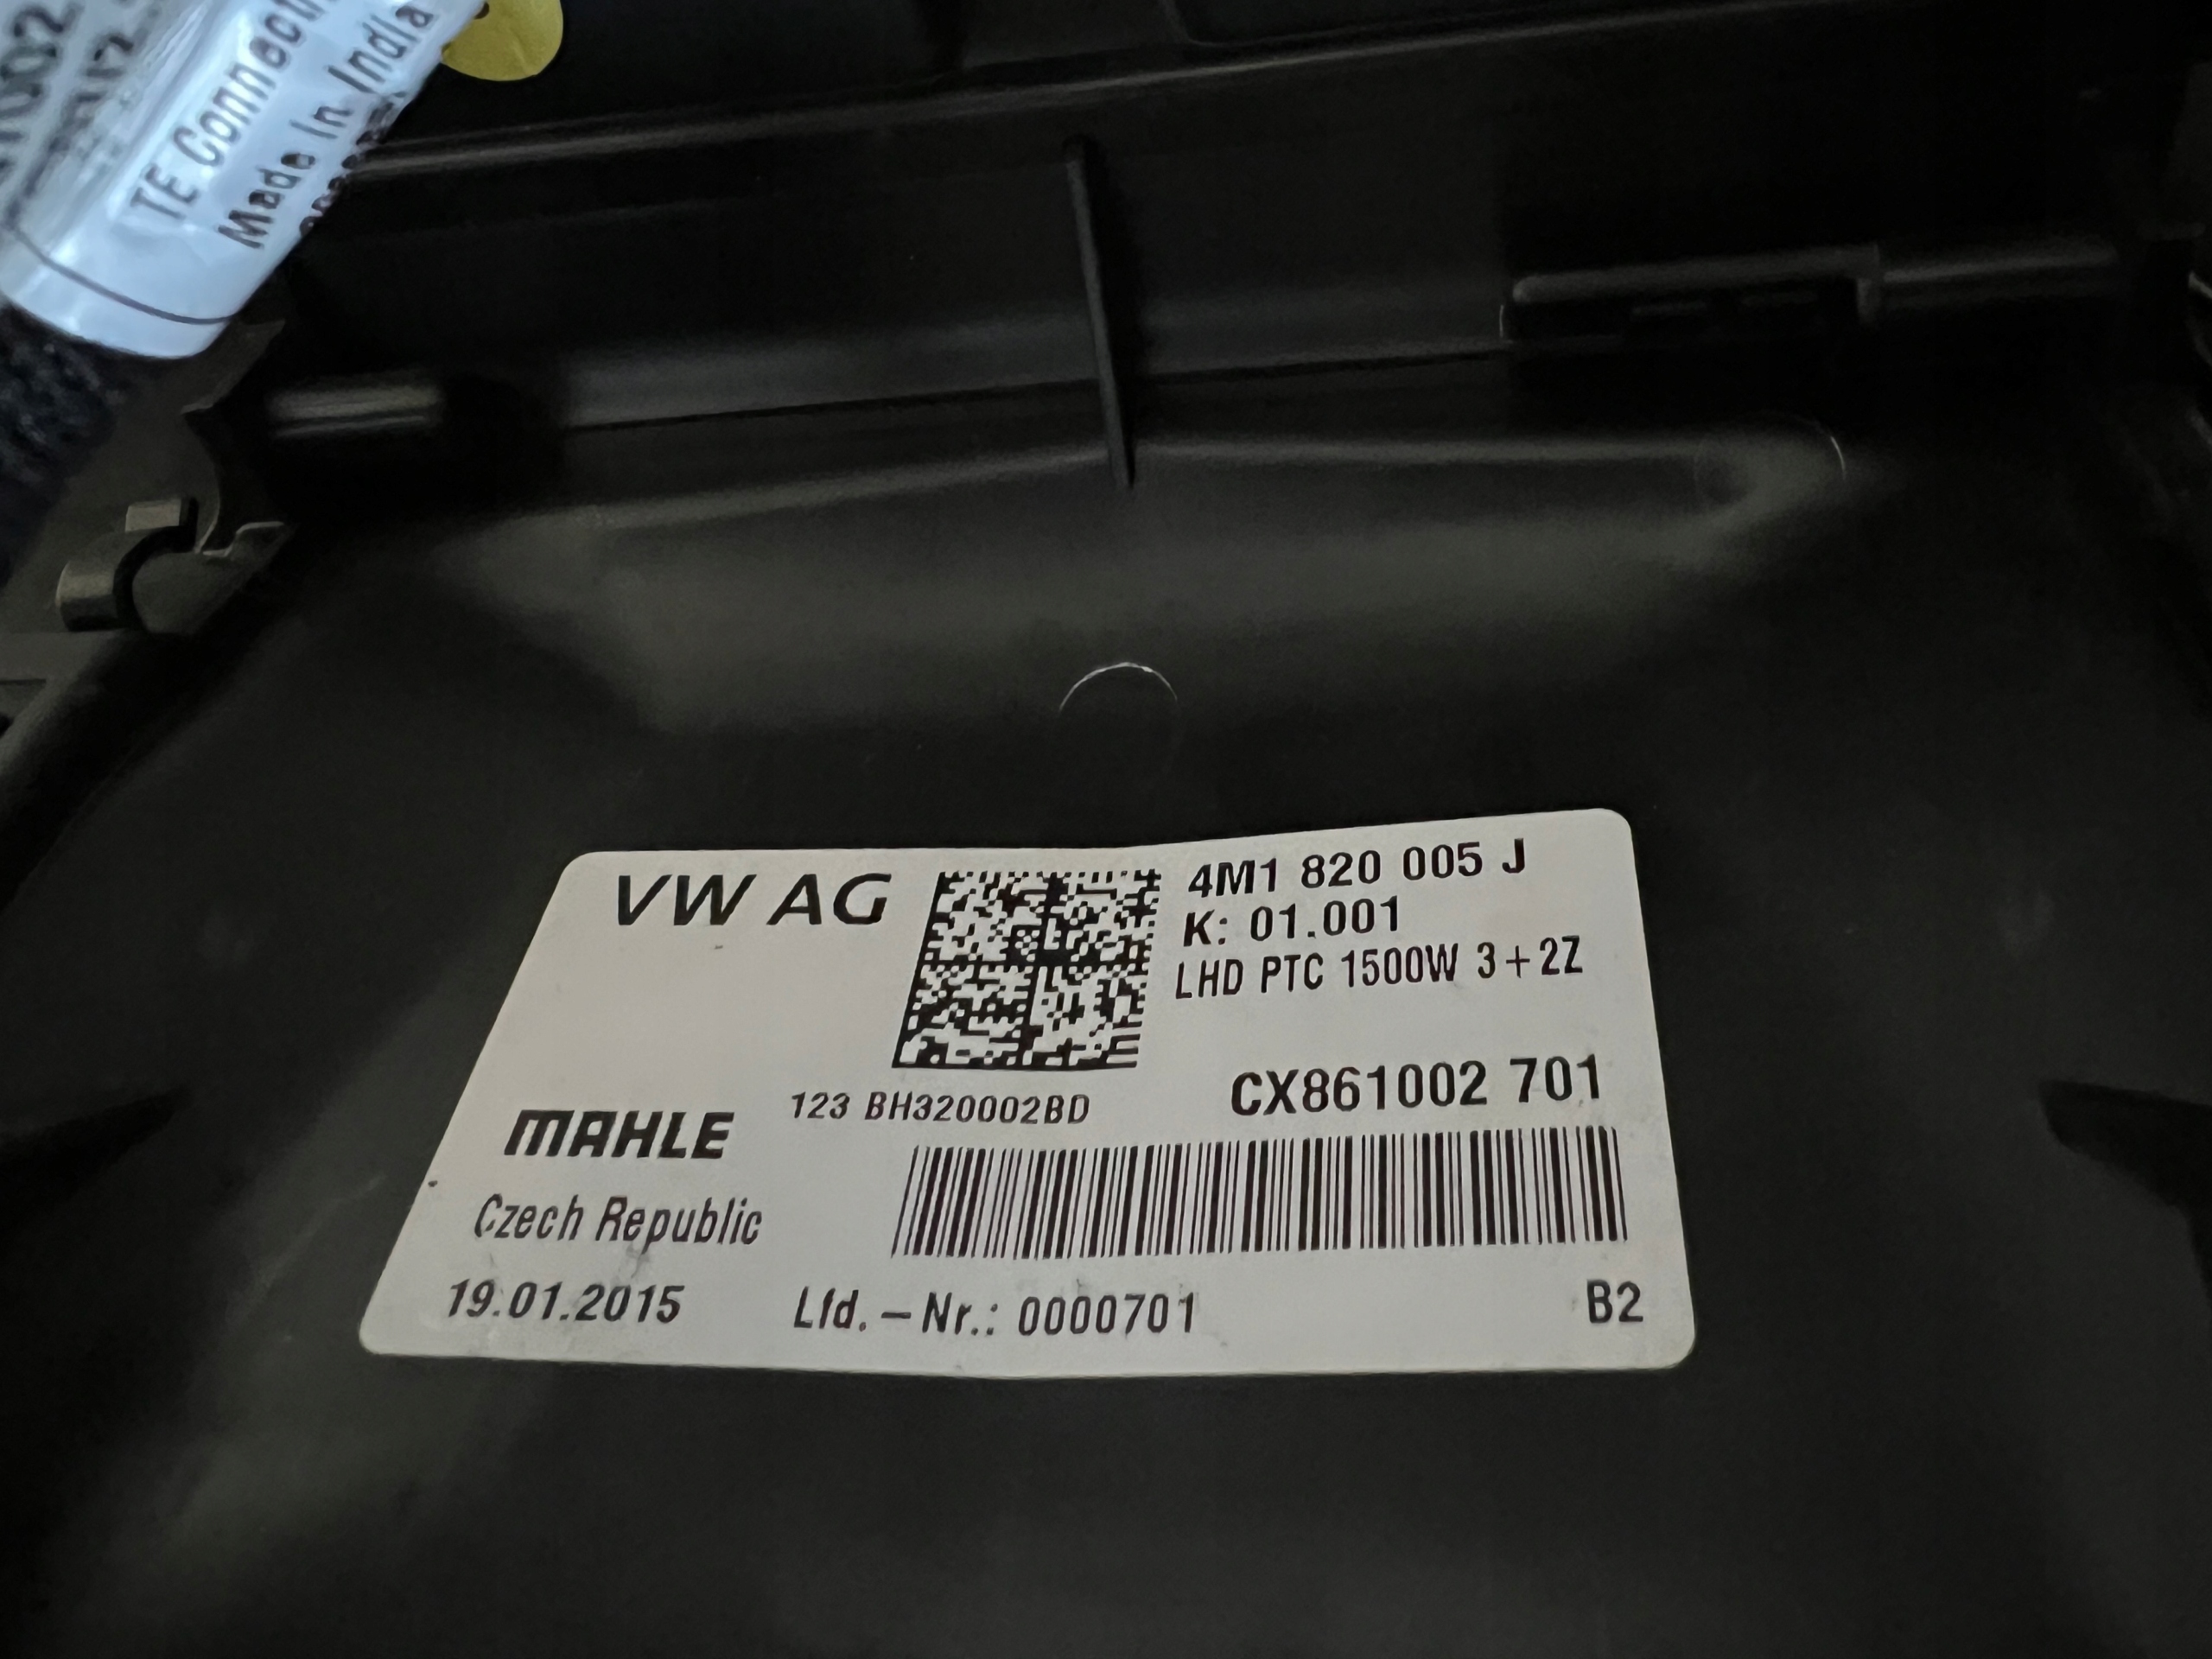 TE Connecti
Made In India
VW AG
4M1 820 005 J
K: 01.001
LHD PTC 1500W 3+2Z
CX861002 701
123 BH320002BD
MAHLE
Czech Republic
19.01.2015
Lfd.-Nr.: 0000701
B2